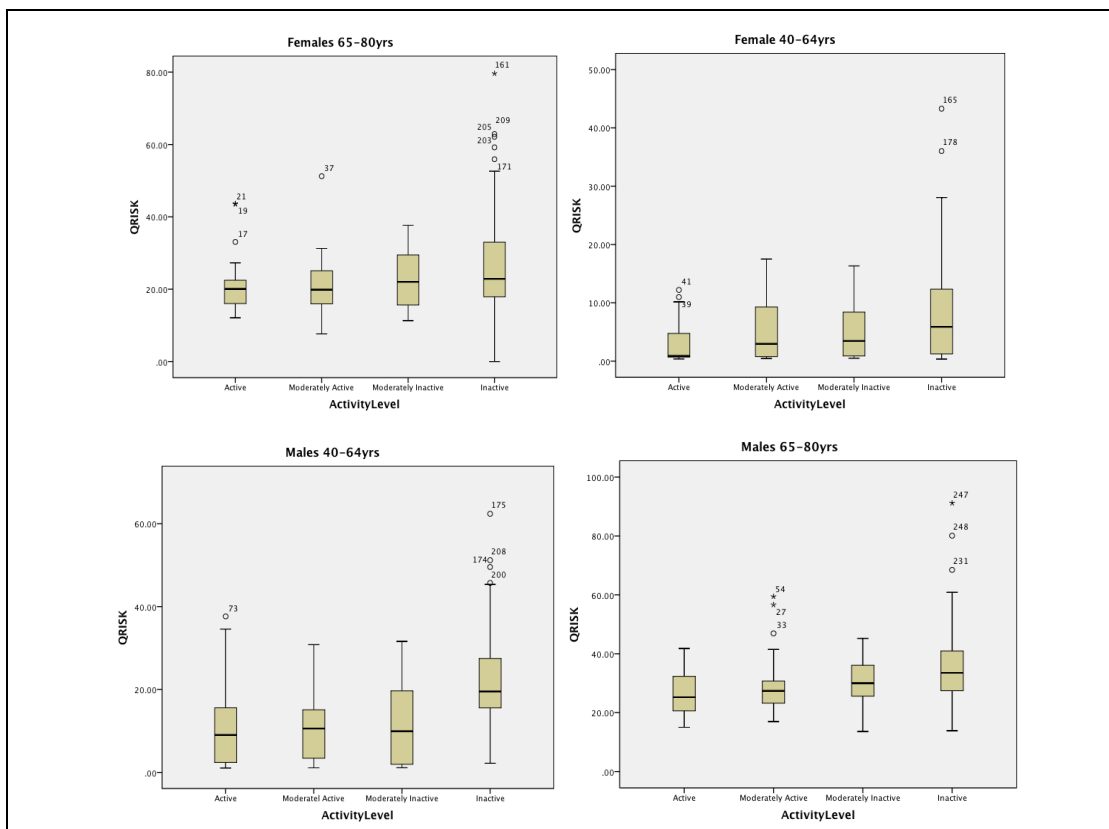 Females 65-80yrs
80.00
60.00
40.00
20.00
.00
QRISK
161
209
205
203
171
37
21
19
17
Active
Moderately Active
Moderately Inactive
Inactive
ActivityLevel
Female 40-64yrs
50.00
40.00
30.00
20.00
10.00
.00
QRISK
165
178
41
39
Active
Moderately Active
Moderately Inactive
Inactive
ActivityLevel
Males 40-64yrs
60.00
40.00
20.00
.00
QRISK
175
208
174
200
73
Active
Moderatel Active
Moderately Inactive
Inactive
ActivityLevel
Males 65-80yrs
100.00
80.00
60.00
40.00
20.00
.00
QRISK
247
248
231
54
27
33
Active
Moderately Active
Moderately Inactive
Inactive
ActivityLevel